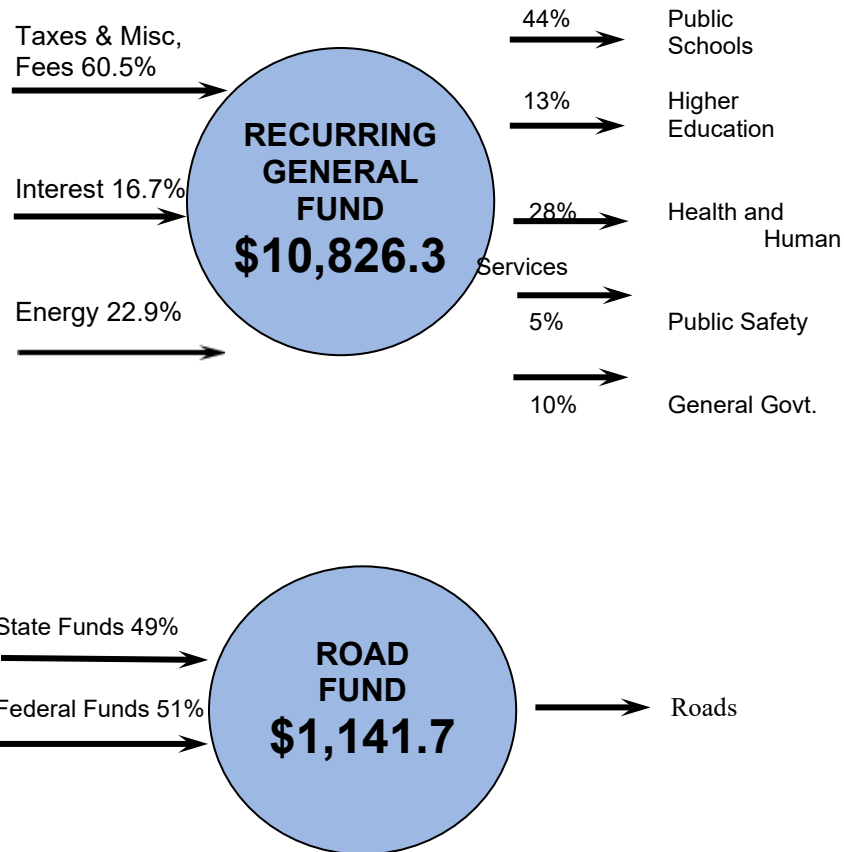 Taxes & Misc,
Fees 60.5%
Interest 16.7%
Energy 22.9%
RECURRING
GENERAL
FUND
$10,826.3
44% Public
Schools
13% Higher
Education
28% Health and
Human
Services
5% Public Safety
10% General Govt.
State Funds 49%
Federal Funds 51%
ROAD
FUND
$1,141.7
Roads